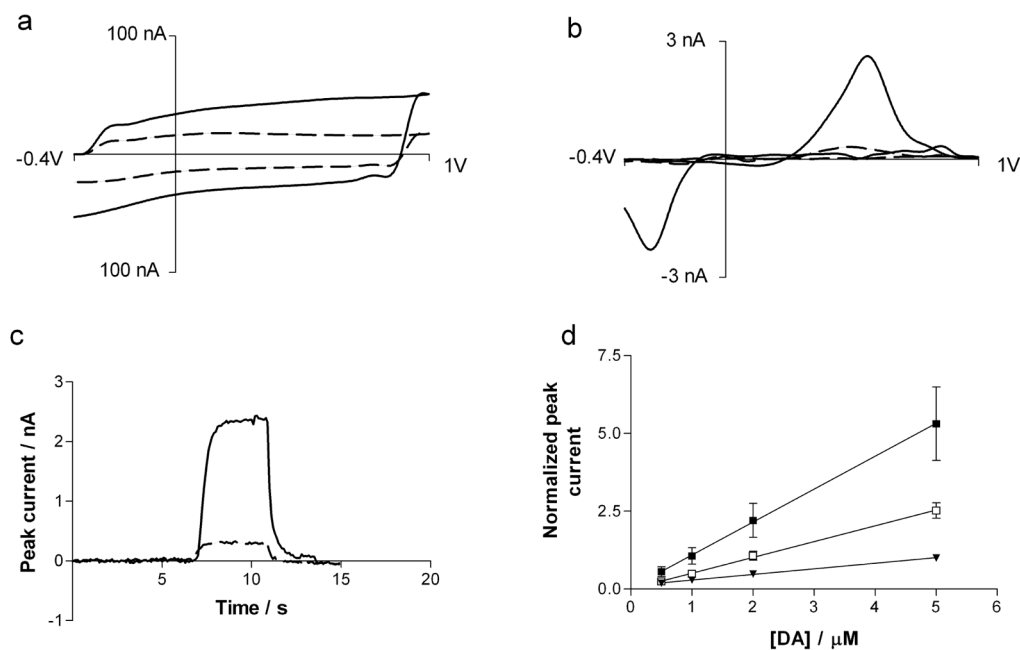 a
100 nA
-0.4V
1V
100 nA
b
3 nA
-0.4V
1V
-3 nA
c
3
2
1
0
-1
5
10
15
20
Peak current / nA
Time / s
d
7.5
5.0
2.5
0.0
0
1
2
3
4
5
6
Normalized peak
current
[DA] / μM